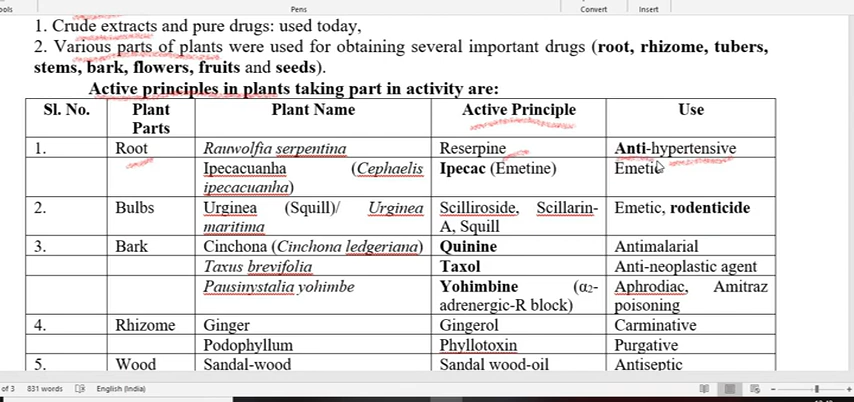 ools Pens Convert Insert
1. Crude extracts and pure drugs: used today,
2. Various parts of plants were used for obtaining several important drugs (root, rhizome, tubers,
stems, bark, flowers, fruits and seeds).
Active principles in plants taking part in activity are:
Sl. No. Plant Plant Name Active Principle Use
Parts
1. Root Rauwolfia serpentina Reserpine Anti-hypertensive
Ipecacuanha (Cephaelis Ipecac (Emetine) Emetic
ipecacuanha)
2. Bulbs Urginea (Squill)/ Urginea Scilliroside, Scillarin- Emetic, rodenticide
maritima A, Squill
3. Bark Cinchona (Cinchona ledgeriana) Quinine Antimalarial
Taxus brevifolia Taxol Anti-neoplastic agent
Pausinystalia yohimbe Yohimbine (α2- Aphrodiac, Amitraz
adrenergic-R block) poisoning
4. Rhizome Ginger Gingerol Carminative
Podophyllum Phyllotoxin Purgative
5. Wood Sandal-wood Sandal wood-oil Antiseptic
of 3 831 words English (India)